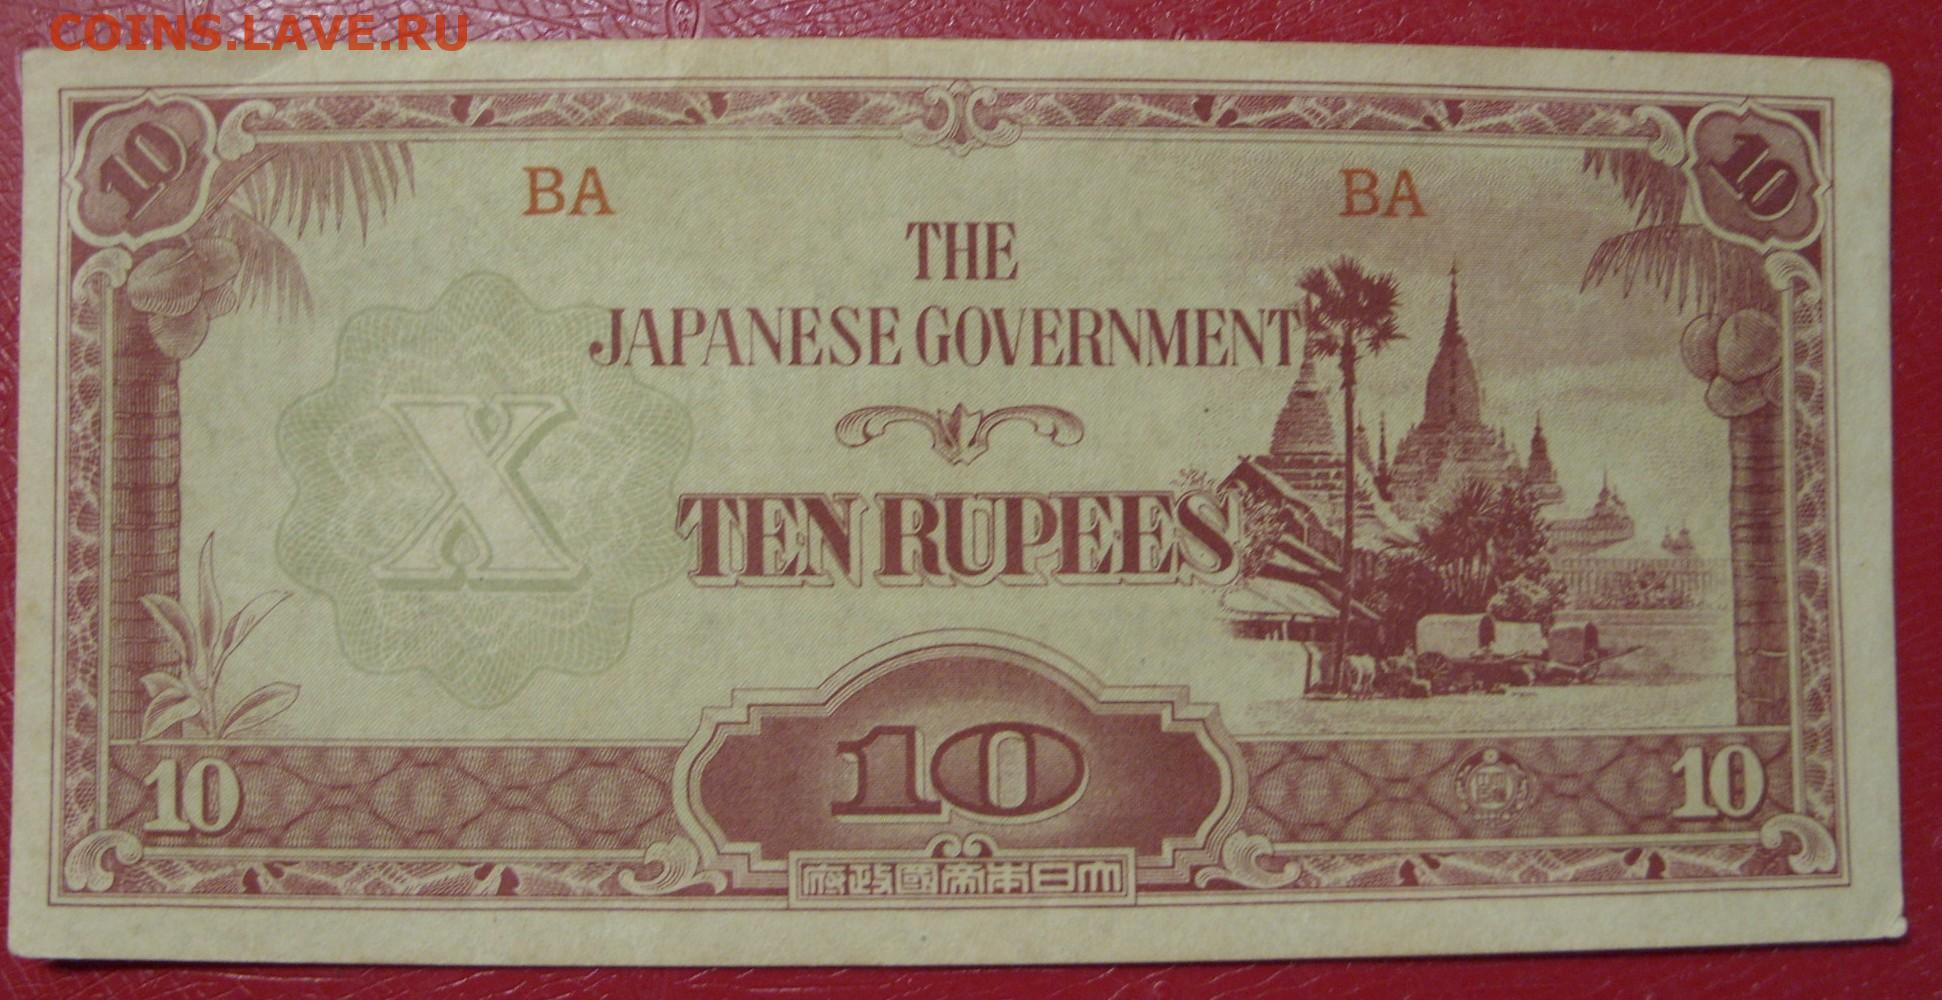 COINS.LAVE.RU
10 10
BA BA
THE
JAPANESE GOVERNMENT
X
TEN RUPEES
10 10 10
府政國帝本日大